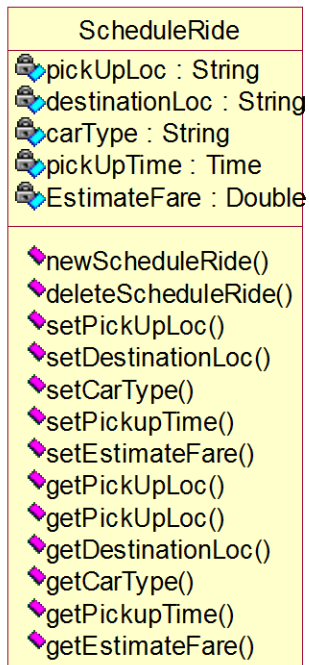 ScheduleRide
pickUpLoc : String
destinationLoc : String
carType : String
pickUpTime : Time
EstimateFare : Double
newScheduleRide()
deleteScheduleRide()
setPickUpLoc()
setDestinationLoc()
setCarType()
setPickupTime()
setEstimateFare()
getPickUpLoc()
getPickUpLoc()
getDestinationLoc()
getCarType()
getPickupTime()
getEstimateFare()